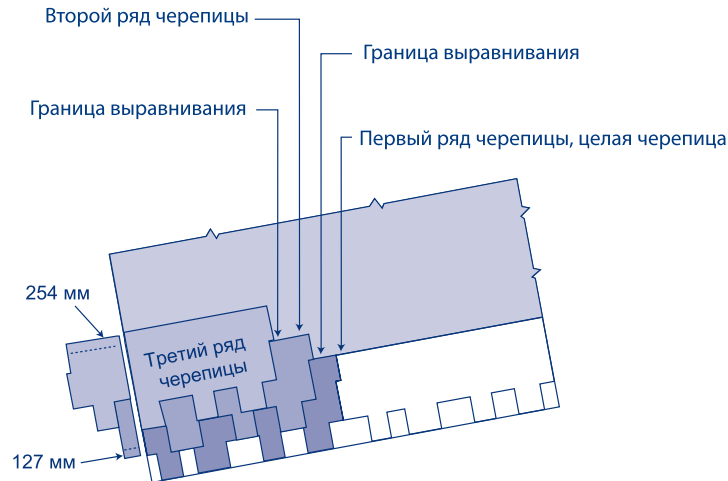 Второй ряд черепицы
Граница выравнивания
Граница выравнивания
Первый ряд черепицы, целая черепица
254 мм
Третий ряд
черепицы
127 мм